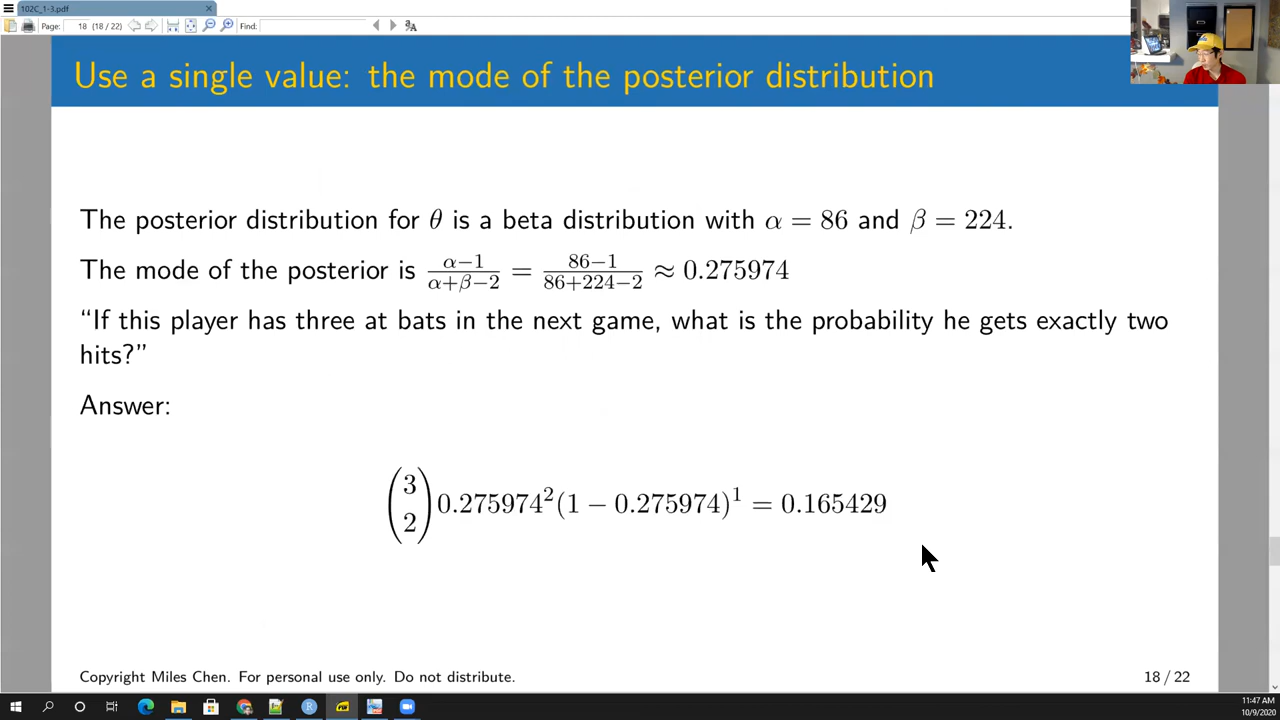 102C_1-3.pdf
Page: 18 (18 / 22) Find:
Use a single value: the mode of the posterior distribution
The posterior distribution for θ is a beta distribution with α = 86 and β = 224.
The mode of the posterior is α−1/α+β−2 = 86−1/86+224−2 ≈ 0.275974
“If this player has three at bats in the next game, what is the probability he gets exactly two
hits?”
Answer:
(3 2) 0.275974²(1 − 0.275974)¹ = 0.165429
Copyright Miles Chen. For personal use only. Do not distribute.
18 / 22
11:47 AM
10/9/2020